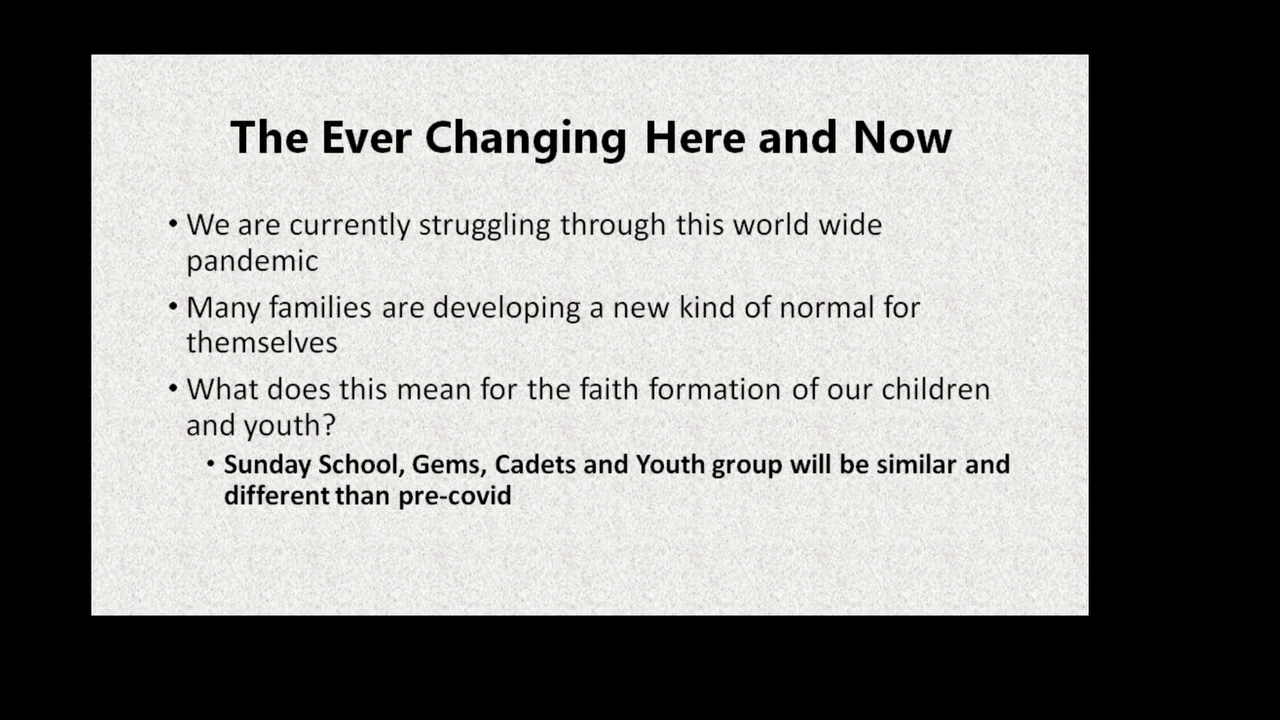 The Ever Changing Here and Now
• We are currently struggling through this world wide
pandemic
• Many families are developing a new kind of normal for
themselves
• What does this mean for the faith formation of our children
and youth?
• Sunday School, Gems, Cadets and Youth group will be similar and
different than pre-covid